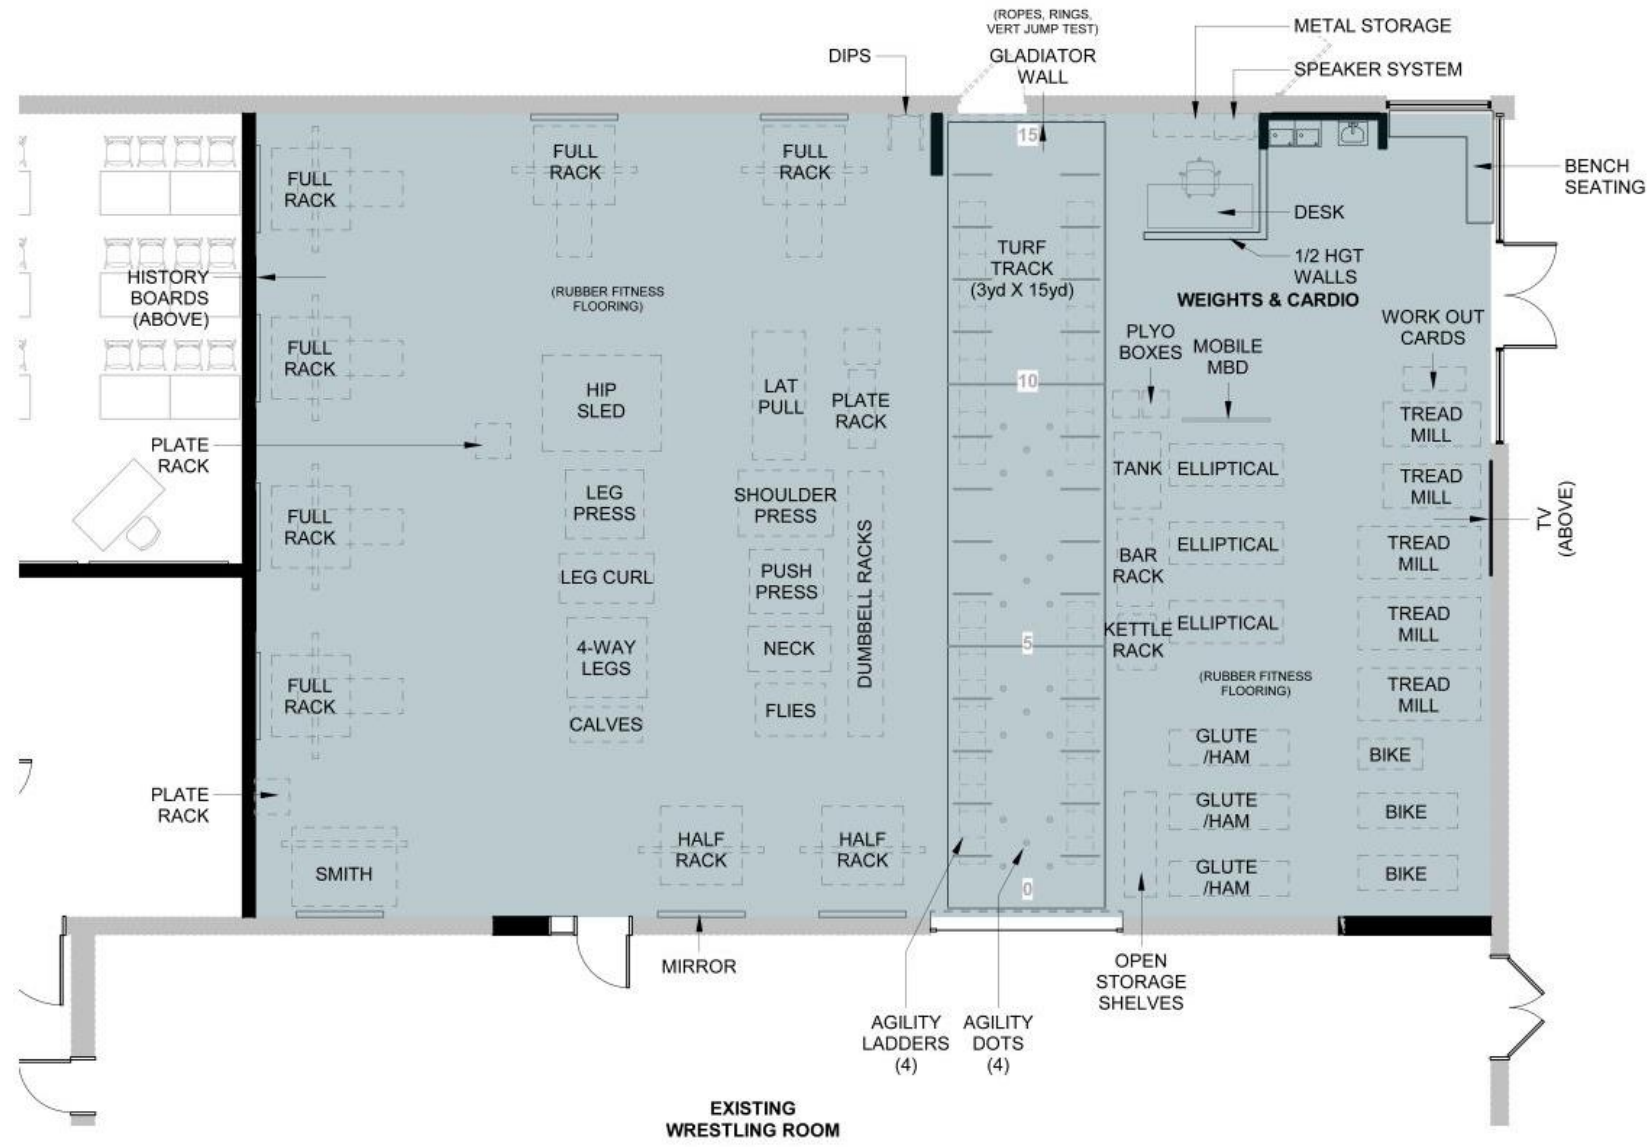 (ROPES, RINGS,
VERT JUMP TEST)
GLADIATOR
WALL
DIPS
METAL STORAGE
SPEAKER SYSTEM
BENCH
SEATING
DESK
1/2 HGT
WALLS
WEIGHTS & CARDIO
FULL
RACK
FULL
RACK
FULL
RACK
15
TURF
TRACK
(3yd X 15yd)
HISTORY
BOARDS
(ABOVE)
(RUBBER FITNESS
FLOORING)
FULL
RACK
PLYO
BOXES
MOBILE
MBD
WORK OUT
CARDS
HIP
SLED
LAT
PULL
PLATE
RACK
10
TREAD
MILL
PLATE
RACK
TANK
ELLIPTICAL
TREAD
MILL
LEG
PRESS
SHOULDER
PRESS
DUMBBELL RACKS
TV
(ABOVE)
FULL
RACK
BAR
RACK
ELLIPTICAL
TREAD
MILL
LEG CURL
PUSH
PRESS
KETTLE
RACK
ELLIPTICAL
TREAD
MILL
4-WAY
LEGS
NECK
5
(RUBBER FITNESS
FLOORING)
FULL
RACK
TREAD
MILL
CALVES
FLIES
GLUTE
/HAM
BIKE
PLATE
RACK
GLUTE
/HAM
BIKE
SMITH
HALF
RACK
HALF
RACK
0
GLUTE
/HAM
BIKE
MIRROR
OPEN
STORAGE
SHELVES
AGILITY
LADDERS
(4)
AGILITY
DOTS
(4)
EXISTING
WRESTLING ROOM